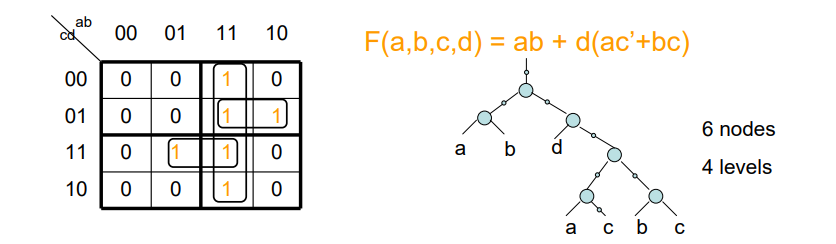 ab
cd
00 01 11 10
00 0 0 1 0
01 0 0 1 1
11 0 1 1 0
10 0 0 1 0
F(a,b,c,d) = ab + d(ac’+bc)
a b d
a c b c
6 nodes
4 levels